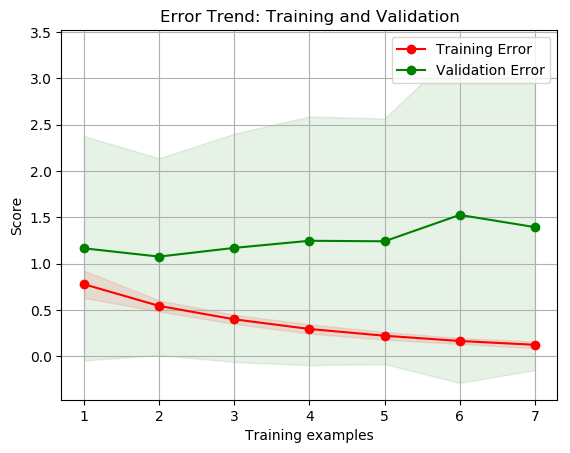 Error Trend: Training and Validation
3.5
3.0
2.5
2.0
1.5
1.0
0.5
0.0
Score
Training Error
Validation Error
1 2 3 4 5 6 7
Training examples